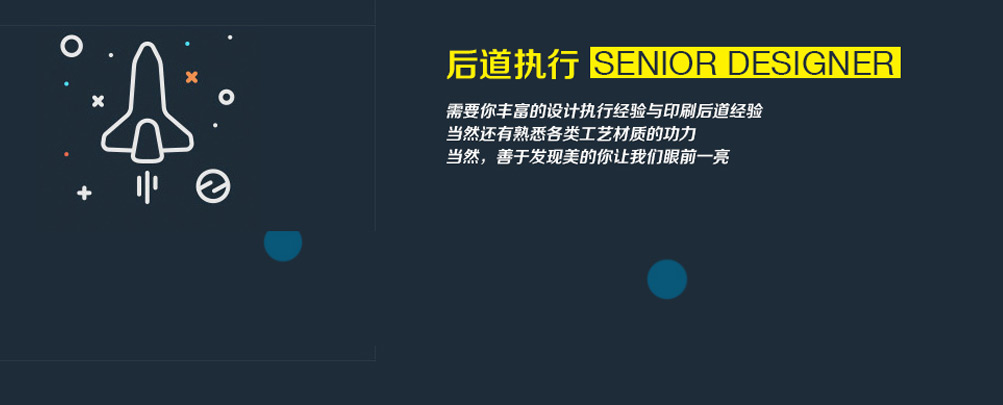 后道执行 SENIOR DESIGNER
需要你丰富的设计执行经验与印刷后道经验
当然还有熟悉各类工艺材质的功力
当然，善于发现美的你让我们眼前一亮